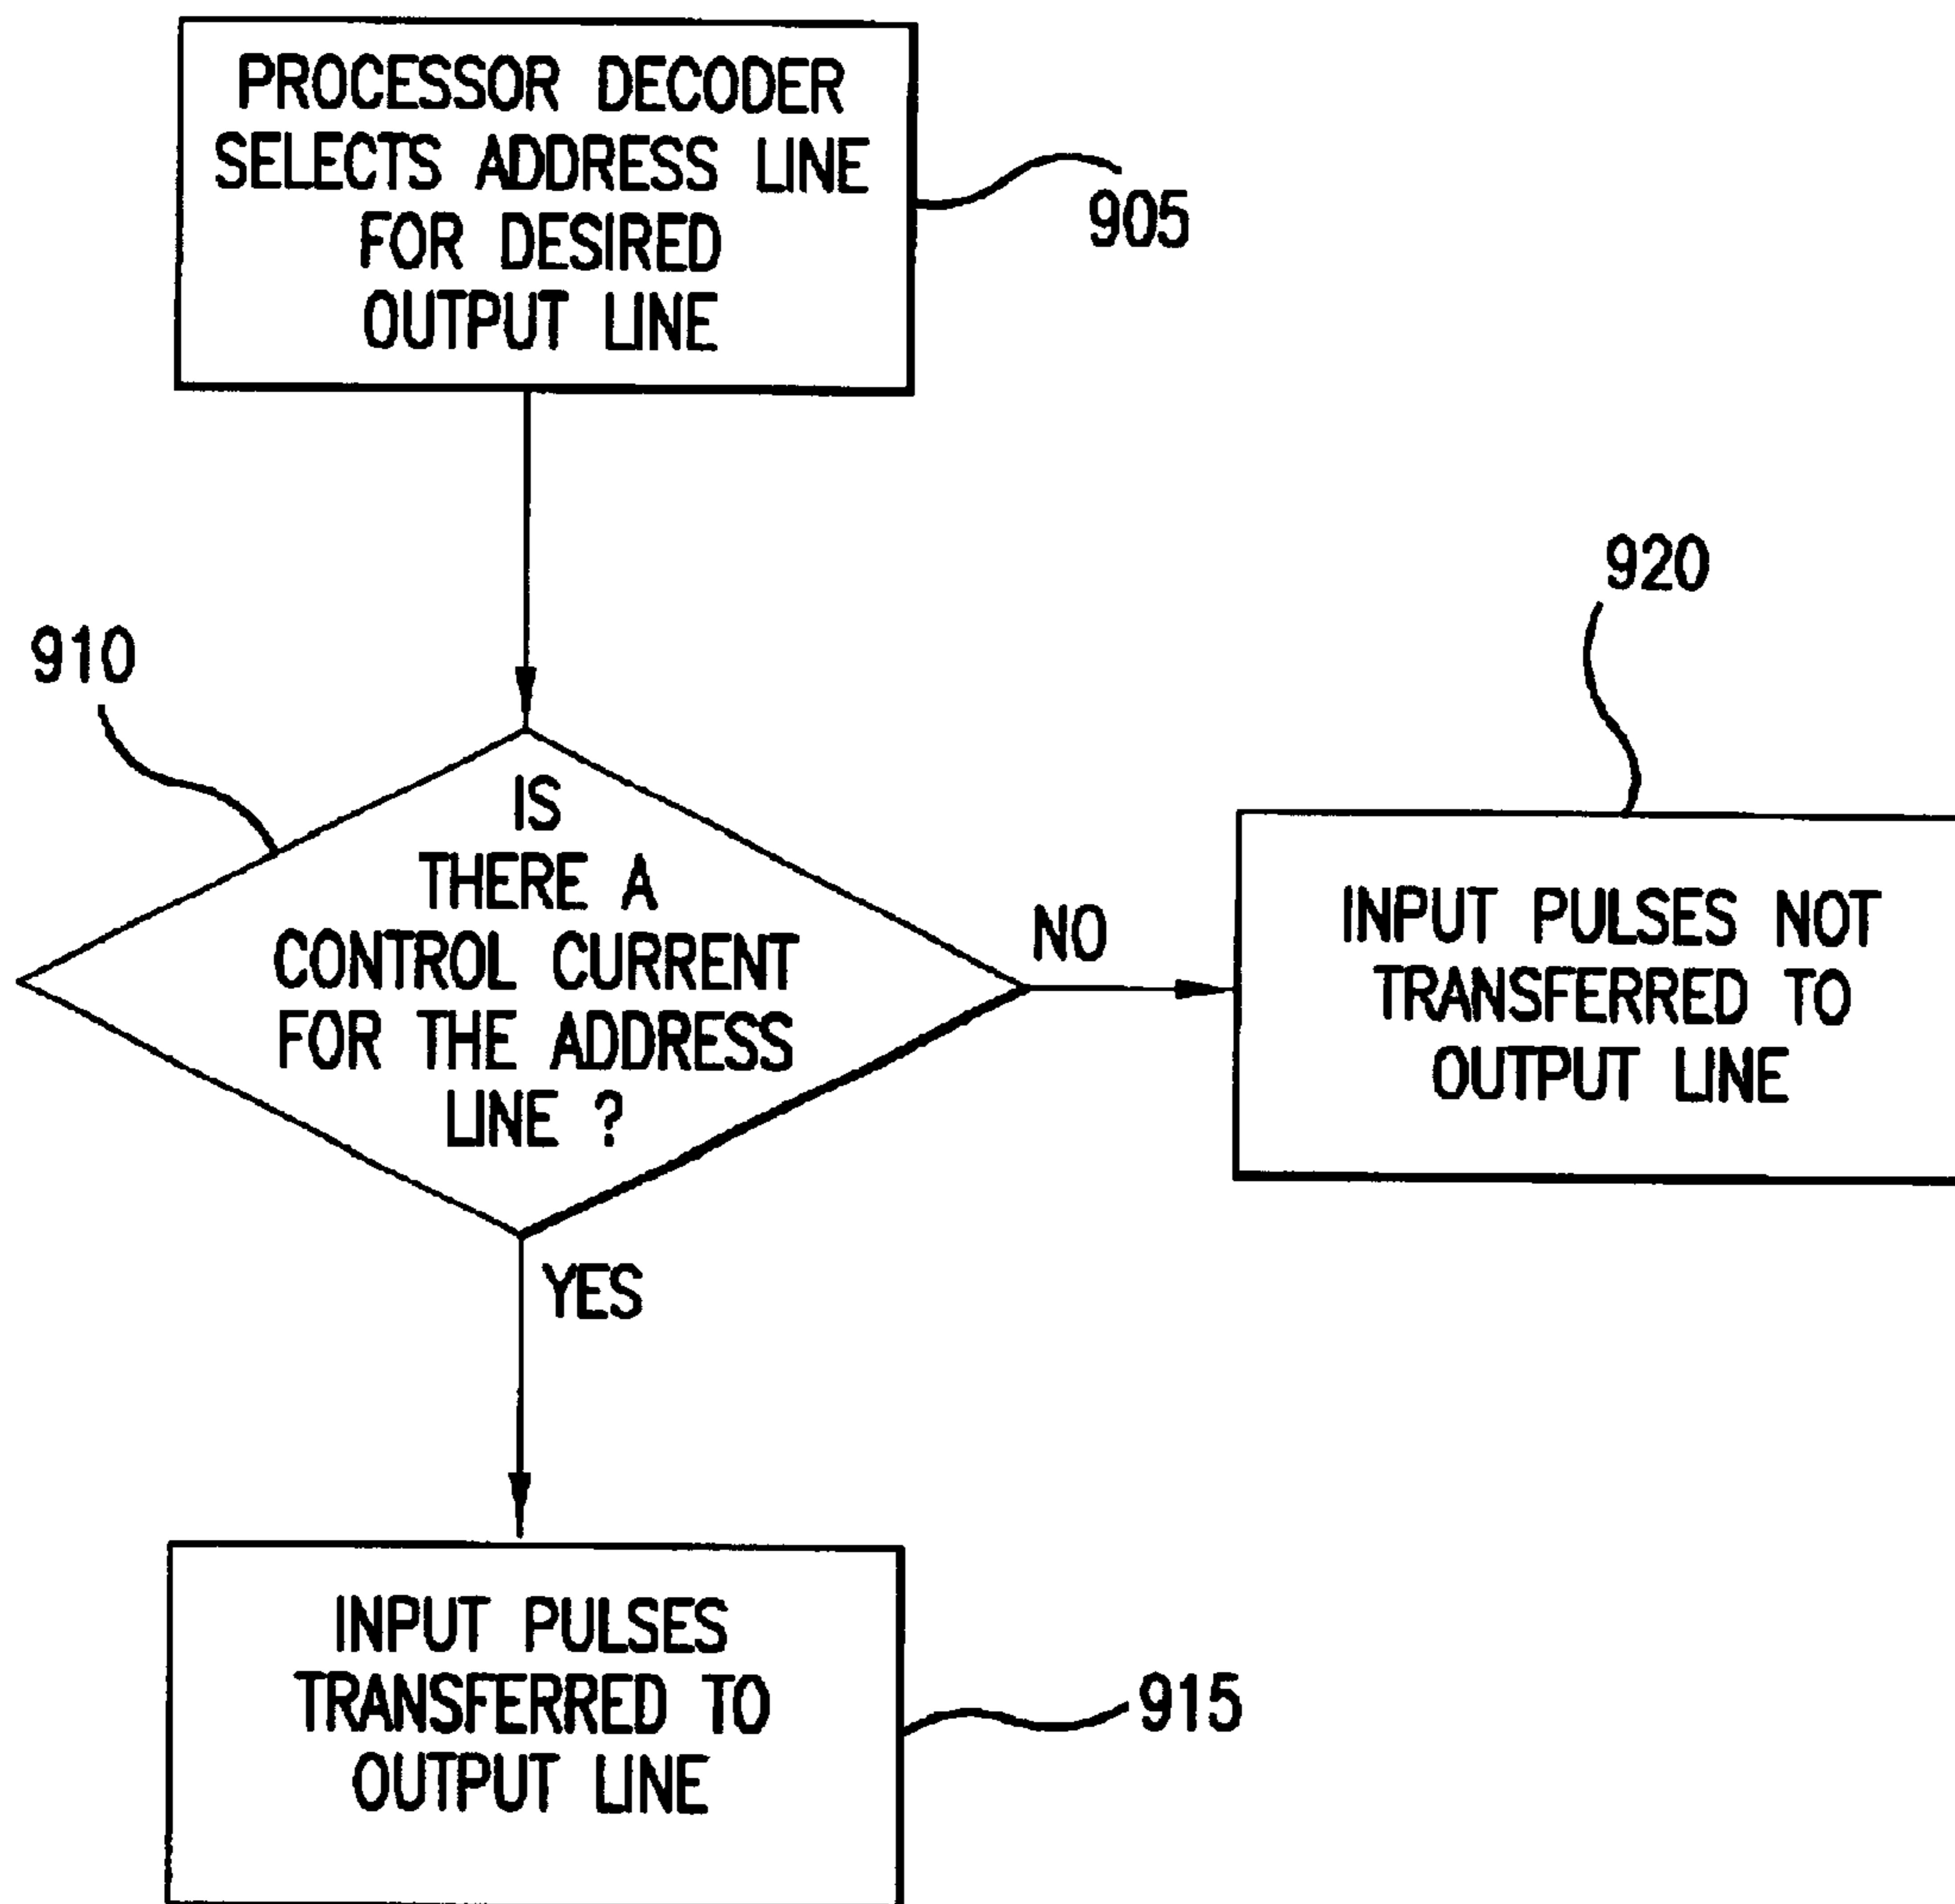 PROCESSOR DECODER
SELECTS ADDRESS LINE
FOR DESIRED
OUTPUT LINE
905
910
IS
THERE A
CONTROL CURRENT
FOR THE ADDRESS
LINE ?
NO
920
INPUT PULSES NOT
TRANSFERRED TO
OUTPUT LINE
YES
INPUT PULSES
TRANSFERRED TO
OUTPUT LINE
915